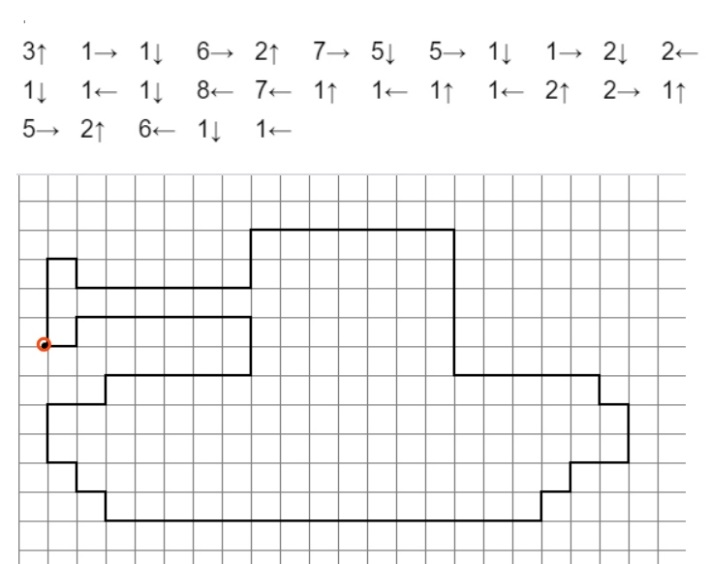 3↑ 1→ 1↓ 6→ 2↑ 7→ 5↓ 5→ 1↓ 1→ 2↓ 2←
1↓ 1← 1↓ 8← 7← 1↑ 1← 1↑ 1← 2↑ 2→ 1↑
5→ 2↑ 6← 1↓ 1←